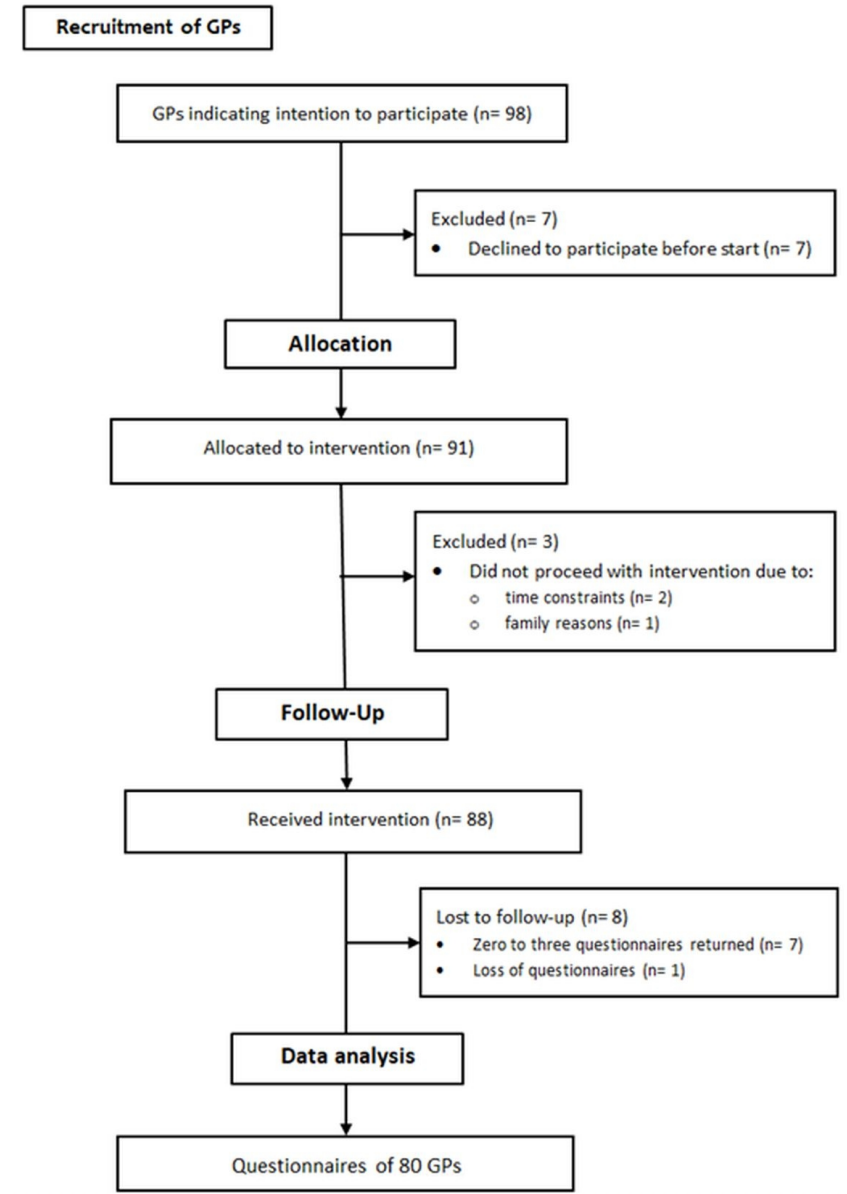 Recruitment of GPs
GPs indicating intention to participate (n= 98)
Excluded (n= 7)
• Declined to participate before start (n= 7)
Allocation
Allocated to intervention (n= 91)
Excluded (n= 3)
• Did not proceed with intervention due to:
o time constraints (n= 2)
o family reasons (n= 1)
Follow-Up
Received intervention (n= 88)
Lost to follow-up (n= 8)
• Zero to three questionnaires returned (n= 7)
• Loss of questionnaires (n= 1)
Data analysis
Questionnaires of 80 GPs